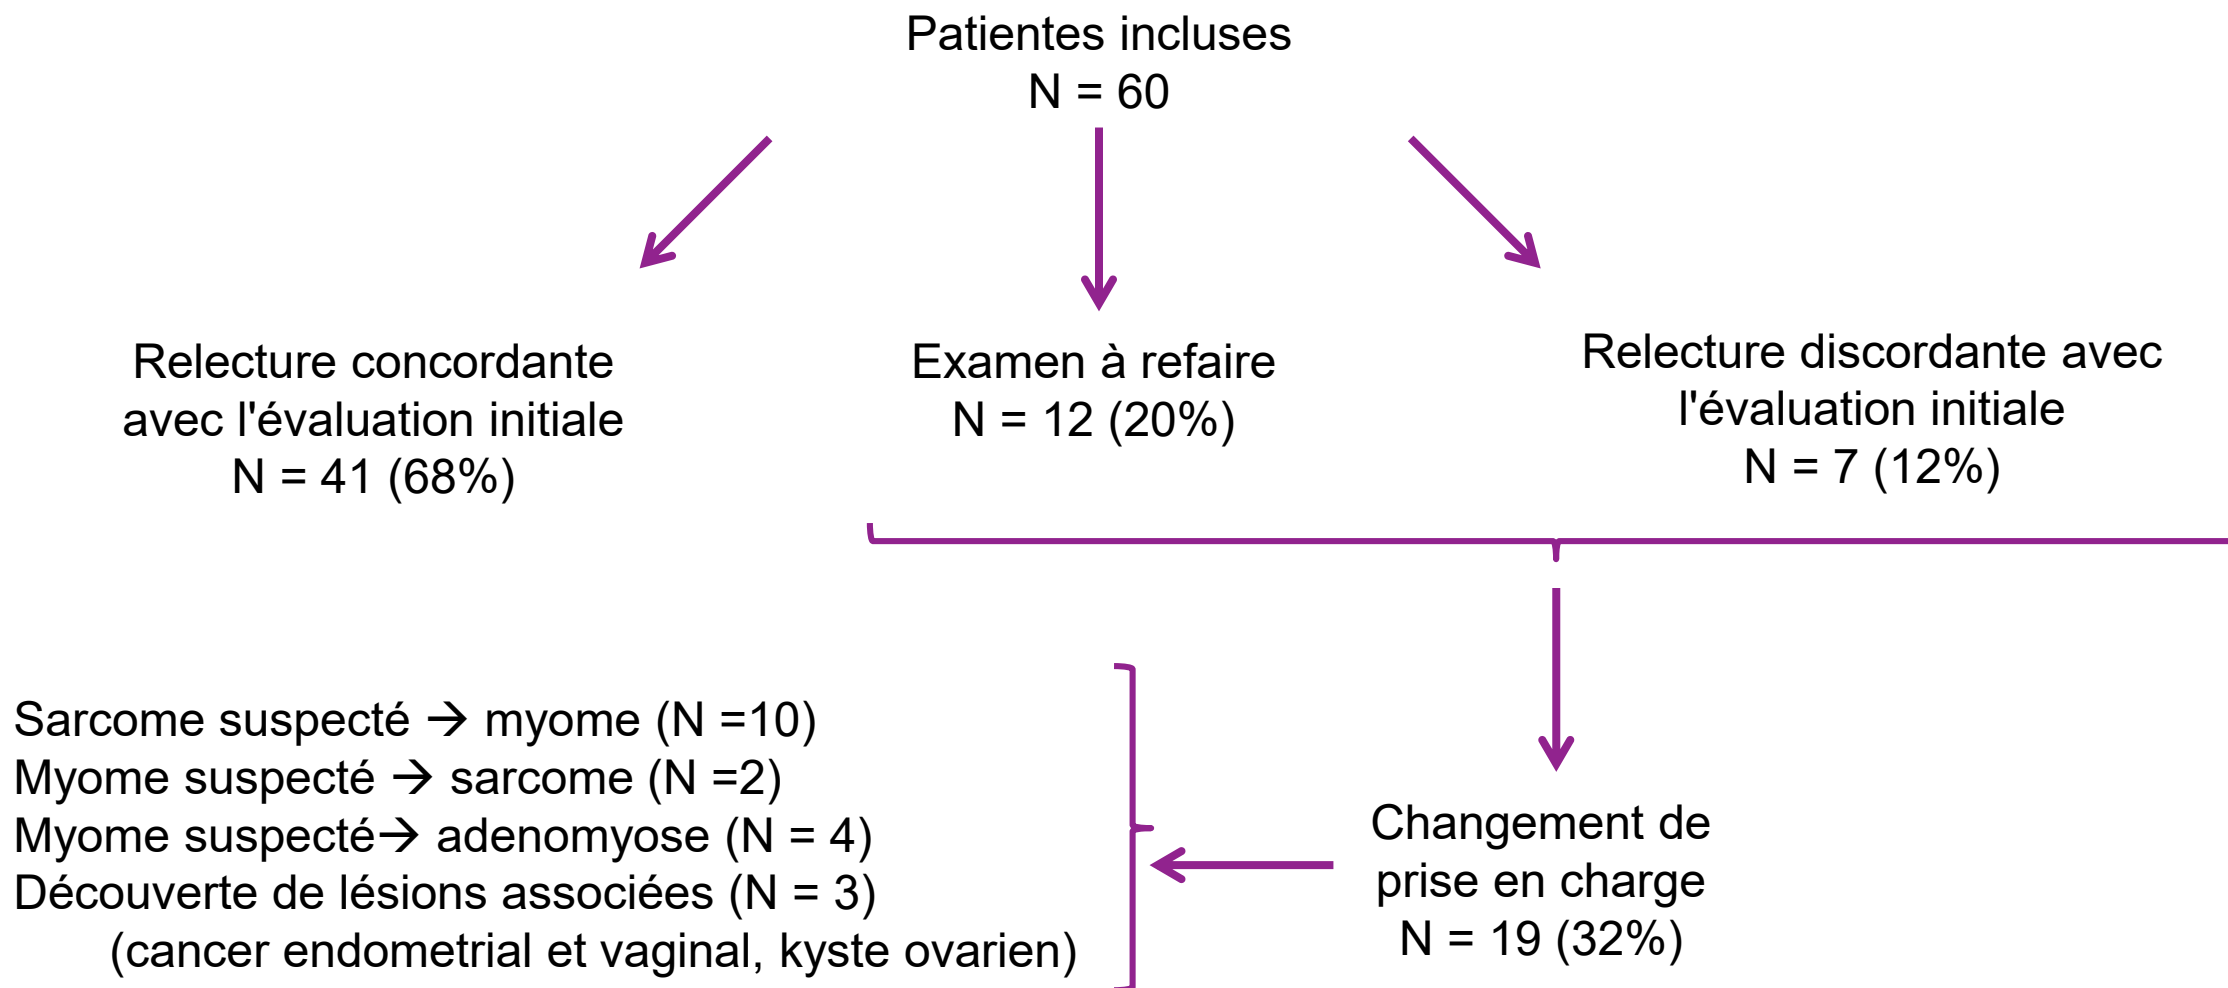 Patientes incluses
N = 60
Relecture concordante
avec l'évaluation initiale
N = 41 (68%)
Examen à refaire
N = 12 (20%)
Relecture discordante avec
l'évaluation initiale
N = 7 (12%)
Sarcome suspecté → myome (N =10)
Myome suspecté → sarcome (N =2)
Myome suspecté→ adenomyose (N = 4)
Découverte de lésions associées (N = 3)
(cancer endometrial et vaginal, kyste ovarien)
Changement de
prise en charge
N = 19 (32%)